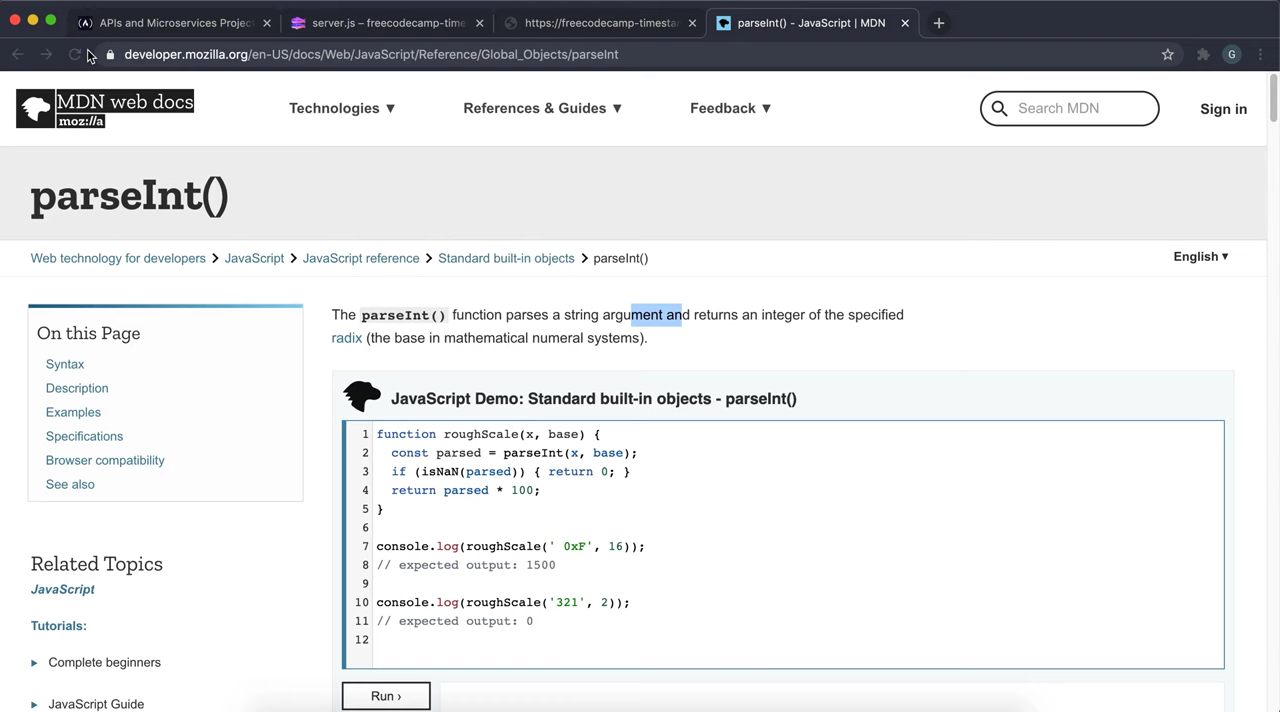 APIs and Microservices Project
server.js – freecodecamp-time
https://freecodecamp-timestar
parseInt() - JavaScript | MDN
developer.mozilla.org/en-US/docs/Web/JavaScript/Reference/Global_Objects/parseInt
G
MDN web docs
moz://a
Technologies ▼
References & Guides ▼
Feedback ▼
Search MDN
Sign in
parseInt()
Web technology for developers > JavaScript > JavaScript reference > Standard built-in objects > parseInt()
English ▼
On this Page
Syntax
Description
Examples
Specifications
Browser compatibility
See also
Related Topics
JavaScript
Tutorials:
▶ Complete beginners
▶ JavaScript Guide
The parseInt() function parses a string argument and returns an integer of the specified
radix (the base in mathematical numeral systems).
JavaScript Demo: Standard built-in objects - parseInt()
1 function roughScale(x, base) {
2   const parsed = parseInt(x, base);
3   if (isNaN(parsed)) { return 0; }
4   return parsed * 100;
5 }
6
7 console.log(roughScale(' 0xF', 16));
8 // expected output: 1500
9
10 console.log(roughScale('321', 2));
11 // expected output: 0
12
Run ›